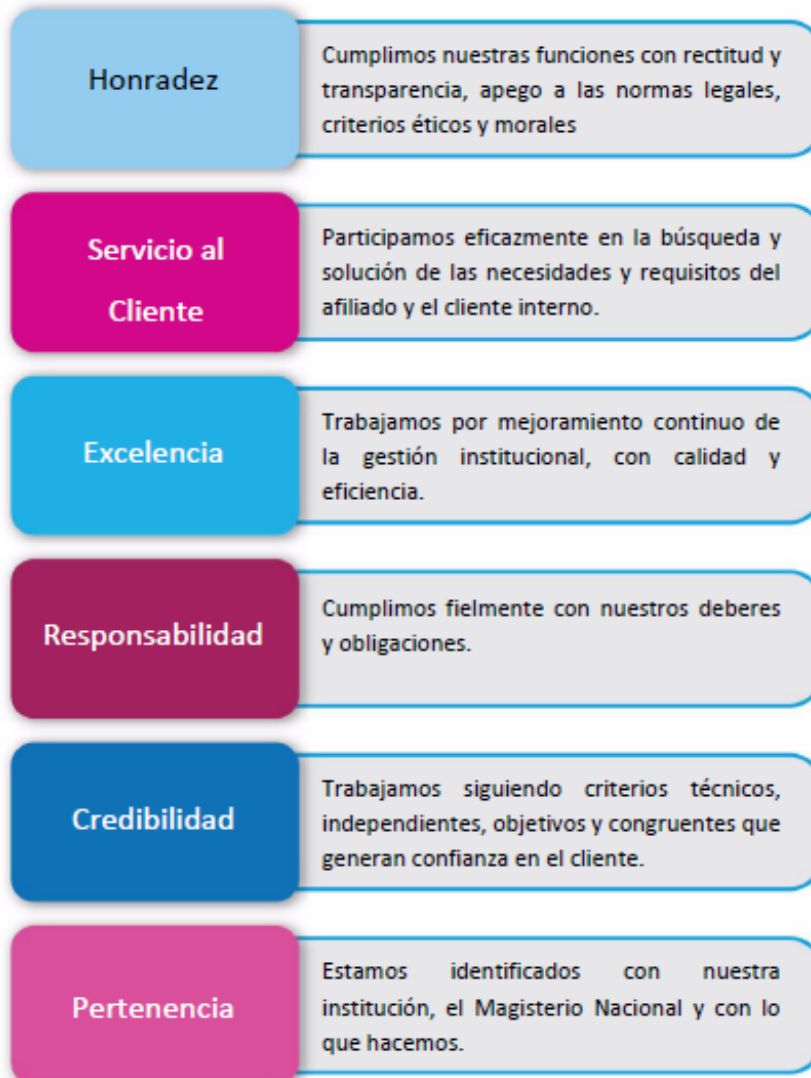 Honradez
Cumplimos nuestras funciones con rectitud y
transparencia, apego a las normas legales,
criterios éticos y morales
Servicio al
Cliente
Participamos eficazmente en la búsqueda y
solución de las necesidades y requisitos del
afiliado y el cliente interno.
Excelencia
Trabajamos por mejoramiento continuo de
la gestión institucional, con calidad y
eficiencia.
Responsabilidad
Cumplimos fielmente con nuestros deberes
y obligaciones.
Credibilidad
Trabajamos siguiendo criterios técnicos,
independientes, objetivos y congruentes que
generan confianza en el cliente.
Pertenencia
Estamos identificados con nuestra
institución, el Magisterio Nacional y con lo
que hacemos.